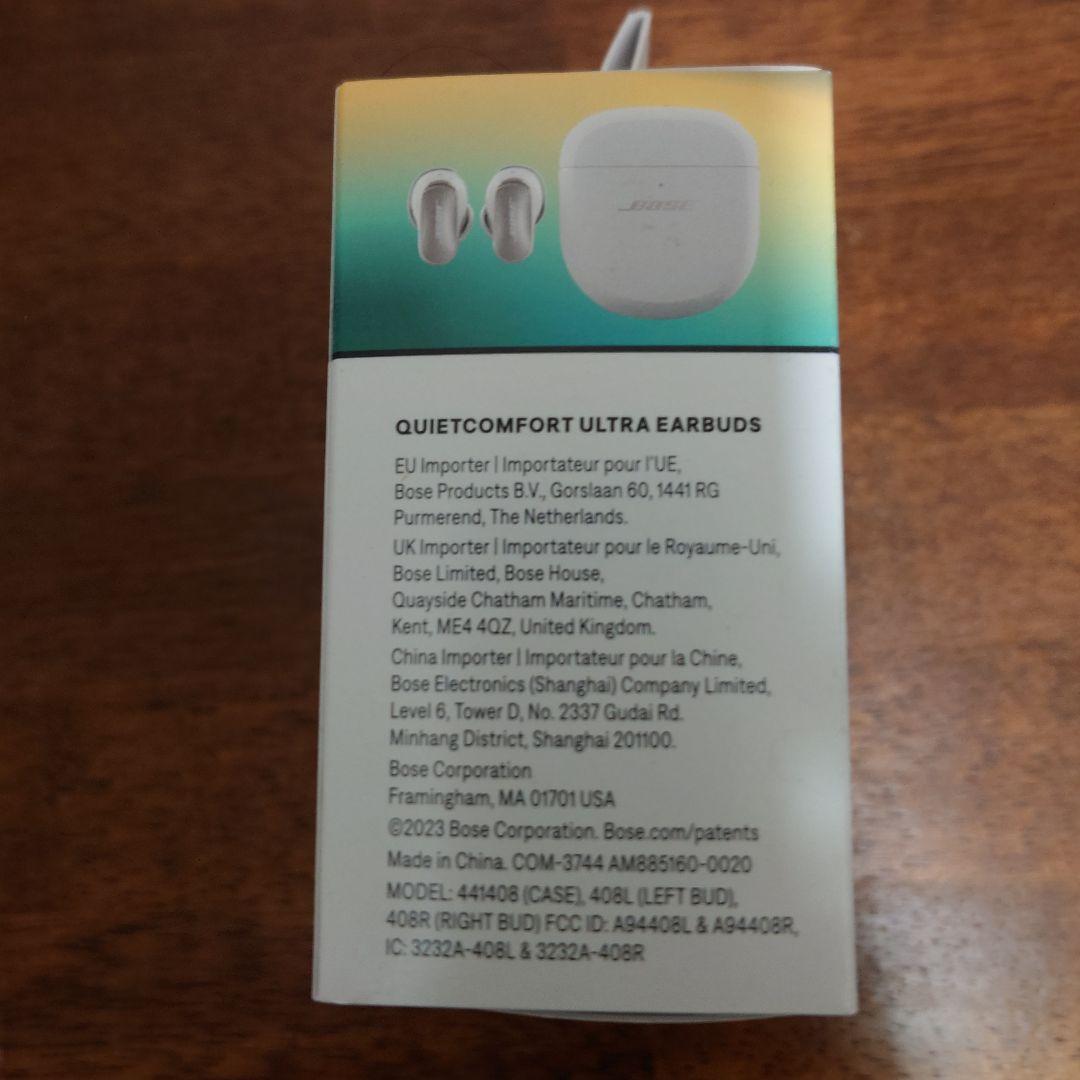 BOSE
QUIETCOMFORT ULTRA EARBUDS
EU Importer | Importateur pour l'UE,
Bose Products B.V., Gorslaan 60, 1441 RG
Purmerend, The Netherlands.
UK Importer | Importateur pour le Royaume-Uni,
Bose Limited, Bose House,
Quayside Chatham Maritime, Chatham,
Kent, ME4 4QZ, United Kingdom.
China Importer | Importateur pour la Chine,
Bose Electronics (Shanghai) Company Limited,
Level 6, Tower D, No. 2337 Gudai Rd.
Minhang District, Shanghai 201100.
Bose Corporation
Framingham, MA 01701 USA
©2023 Bose Corporation. Bose.com/patents
Made in China. COM-3744 AM885160-0020
MODEL: 441408 (CASE), 408L (LEFT BUD),
408R (RIGHT BUD) FCC ID: A94408L & A94408R,
IC: 3232A-408L & 3232A-408R